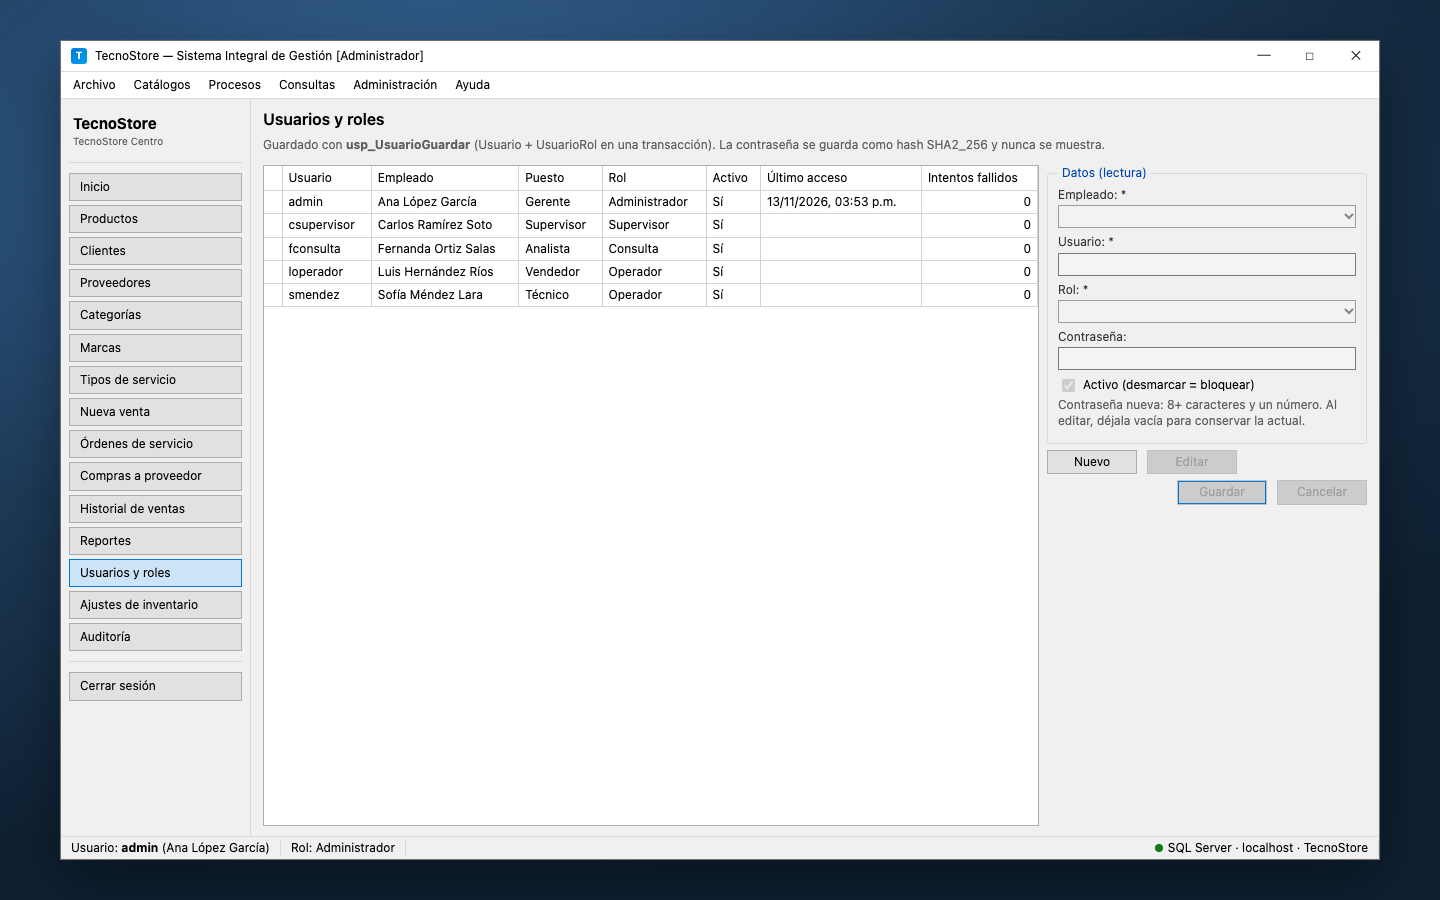 TecnoStore — Sistema Integral de Gestión [Administrador]
Archivo Catálogos Procesos Consultas Administración Ayuda
TecnoStore
TecnoStore Centro
Inicio
Productos
Clientes
Proveedores
Categorías
Marcas
Tipos de servicio
Nueva venta
Órdenes de servicio
Compras a proveedor
Historial de ventas
Reportes
Usuarios y roles
Ajustes de inventario
Auditoría
Cerrar sesión
Usuarios y roles
Guardado con usp_UsuarioGuardar (Usuario + UsuarioRol en una transacción). La contraseña se guarda como hash SHA2_256 y nunca se muestra.
Usuario Empleado Puesto Rol Activo Último acceso Intentos fallidos
admin Ana López García Gerente Administrador Sí 13/11/2026, 03:53 p.m. 0
csupervisor Carlos Ramírez Soto Supervisor Supervisor Sí 0
fconsulta Fernanda Ortiz Salas Analista Consulta Sí 0
loperador Luis Hernández Ríos Vendedor Operador Sí 0
smendez Sofía Méndez Lara Técnico Operador Sí 0
Datos (lectura)
Empleado: *
Usuario: *
Rol: *
Contraseña:
Activo (desmarcar = bloquear)
Contraseña nueva: 8+ caracteres y un número. Al
editar, déjala vacía para conservar la actual.
Nuevo Editar
Guardar Cancelar
Usuario: admin (Ana López García) Rol: Administrador SQL Server · localhost · TecnoStore